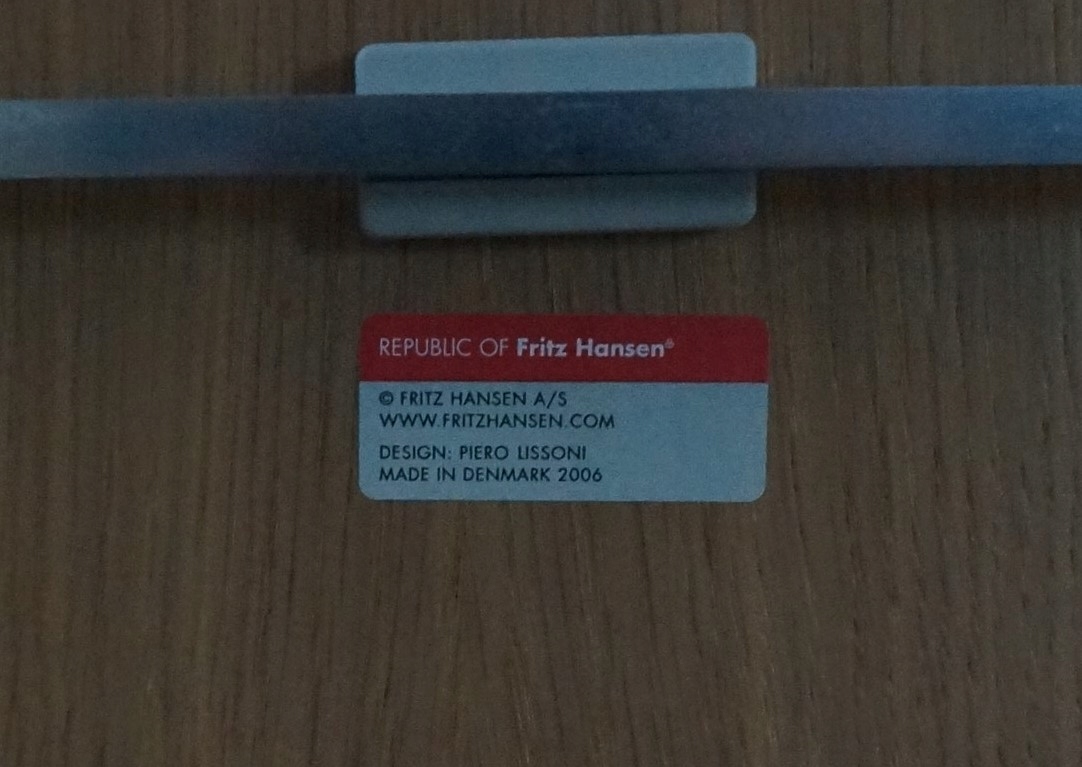 REPUBLIC OF Fritz Hansen®
© FRITZ HANSEN A/S
WWW.FRITZHANSEN.COM
DESIGN: PIERO LISSONI
MADE IN DENMARK 2006